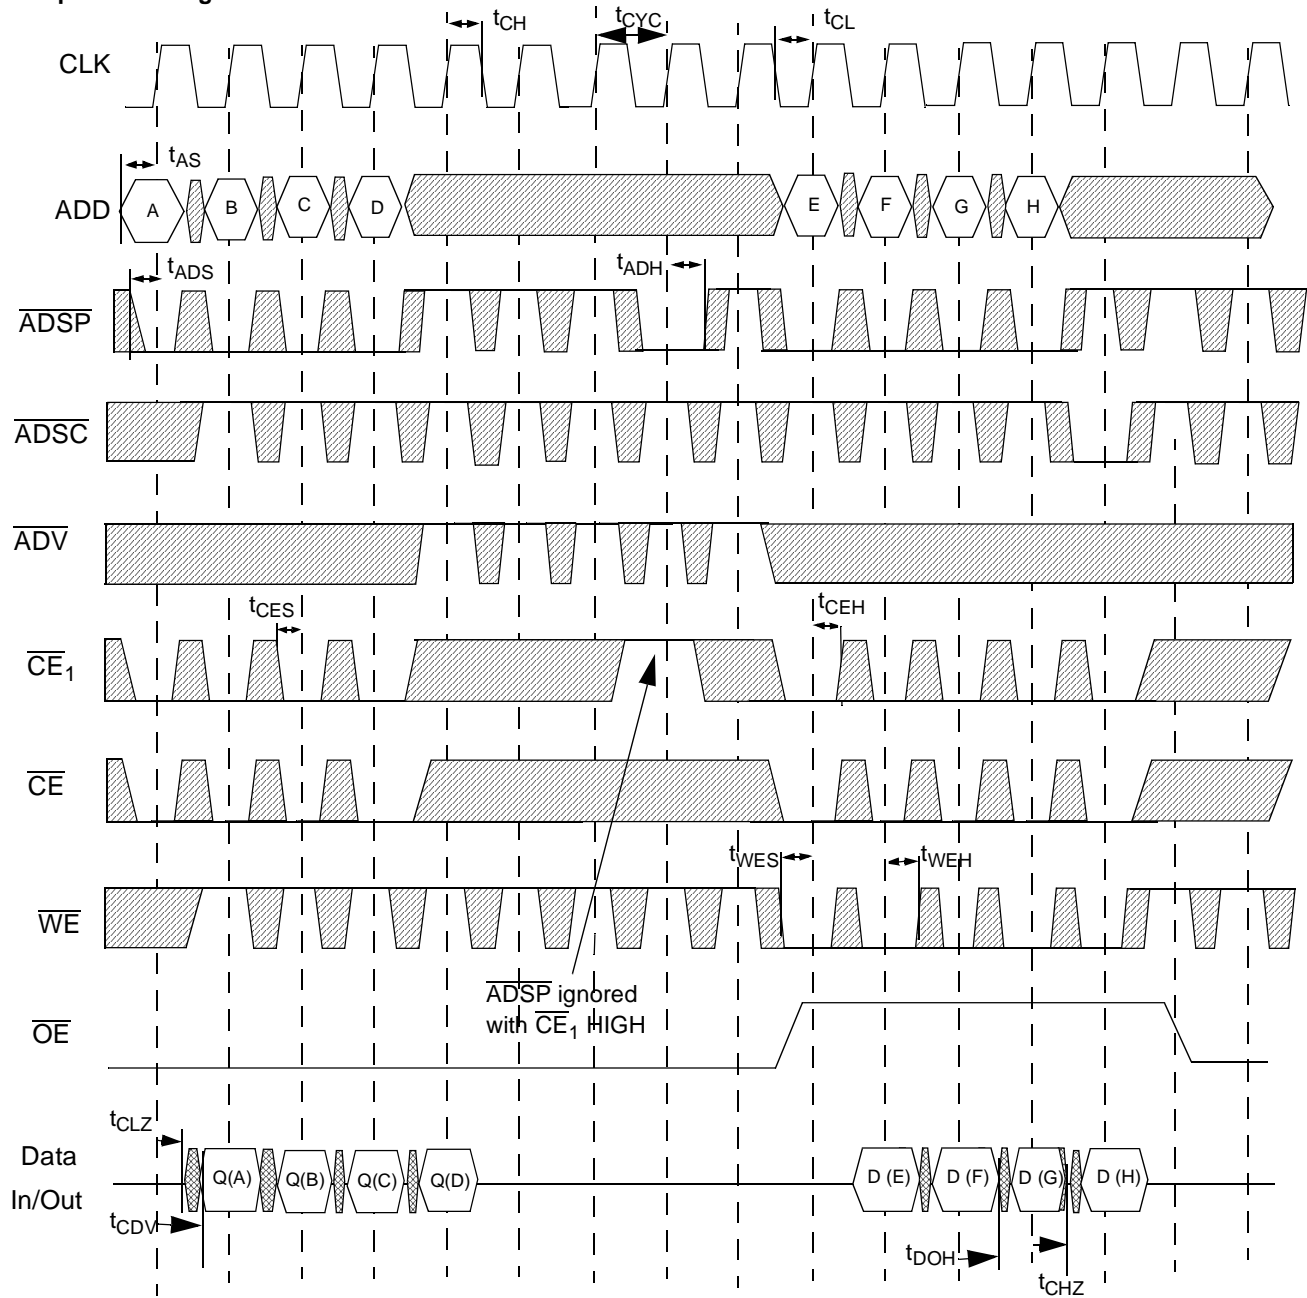 tCH
tCYC
tCL
CLK
tAS
ADD
A
B
C
D
E
F
G
H
tADS
tADH
ADSP
ADSC
ADV
tCES
tCEH
CE1
CE
tWES
tWEH
WE
ADSP ignored
with CE1 HIGH
OE
tCLZ
Data
In/Out
Q(A)
Q(B)
Q(C)
Q(D)
D (E)
D (F)
D (G)
D (H)
tCDV
tDOH
tCHZ